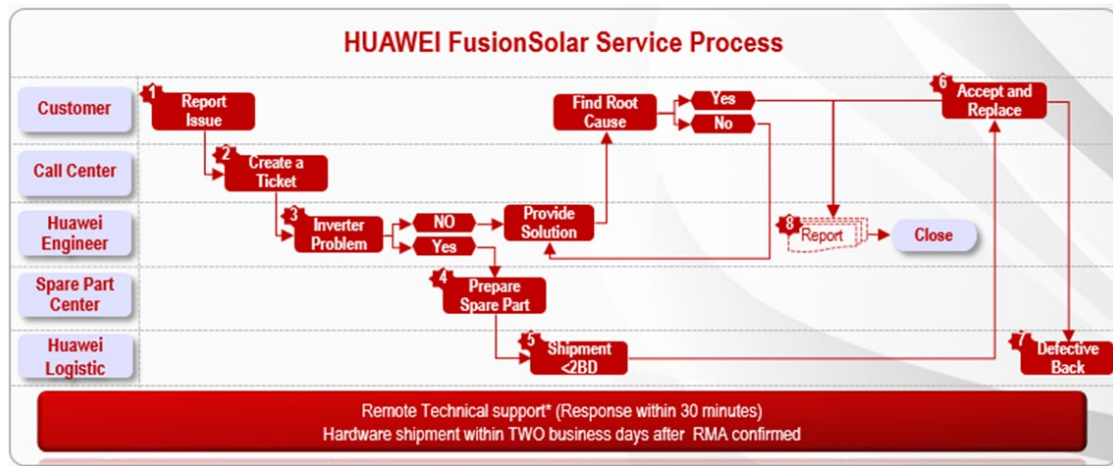 HUAWEI FusionSolar Service Process
Customer
1
Report
Issue
Find Root
Cause
Yes
No
6
Accept and
Replace
Call Center
2
Create a
Ticket
Huawei
Engineer
3
Inverter
Problem
NO
Yes
Provide
Solution
8
Report
Close
Spare Part
Center
4
Prepare
Spare Part
Huawei
Logistic
5
Shipment
<2BD
7
Defective
Back
Remote Technical support* (Response within 30 minutes)
Hardware shipment within TWO business days after RMA confirmed